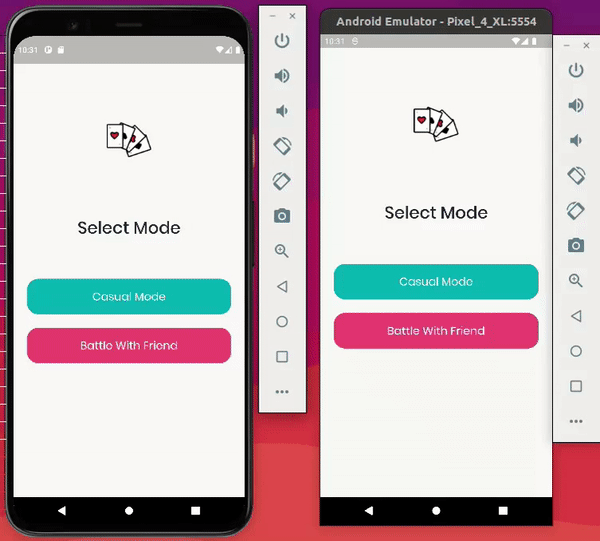 10:31
Select Mode
Casual Mode
Battle With Friend
Android Emulator - Pixel_4_XL:5554
10:31
Select Mode
Casual Mode
Battle With Friend